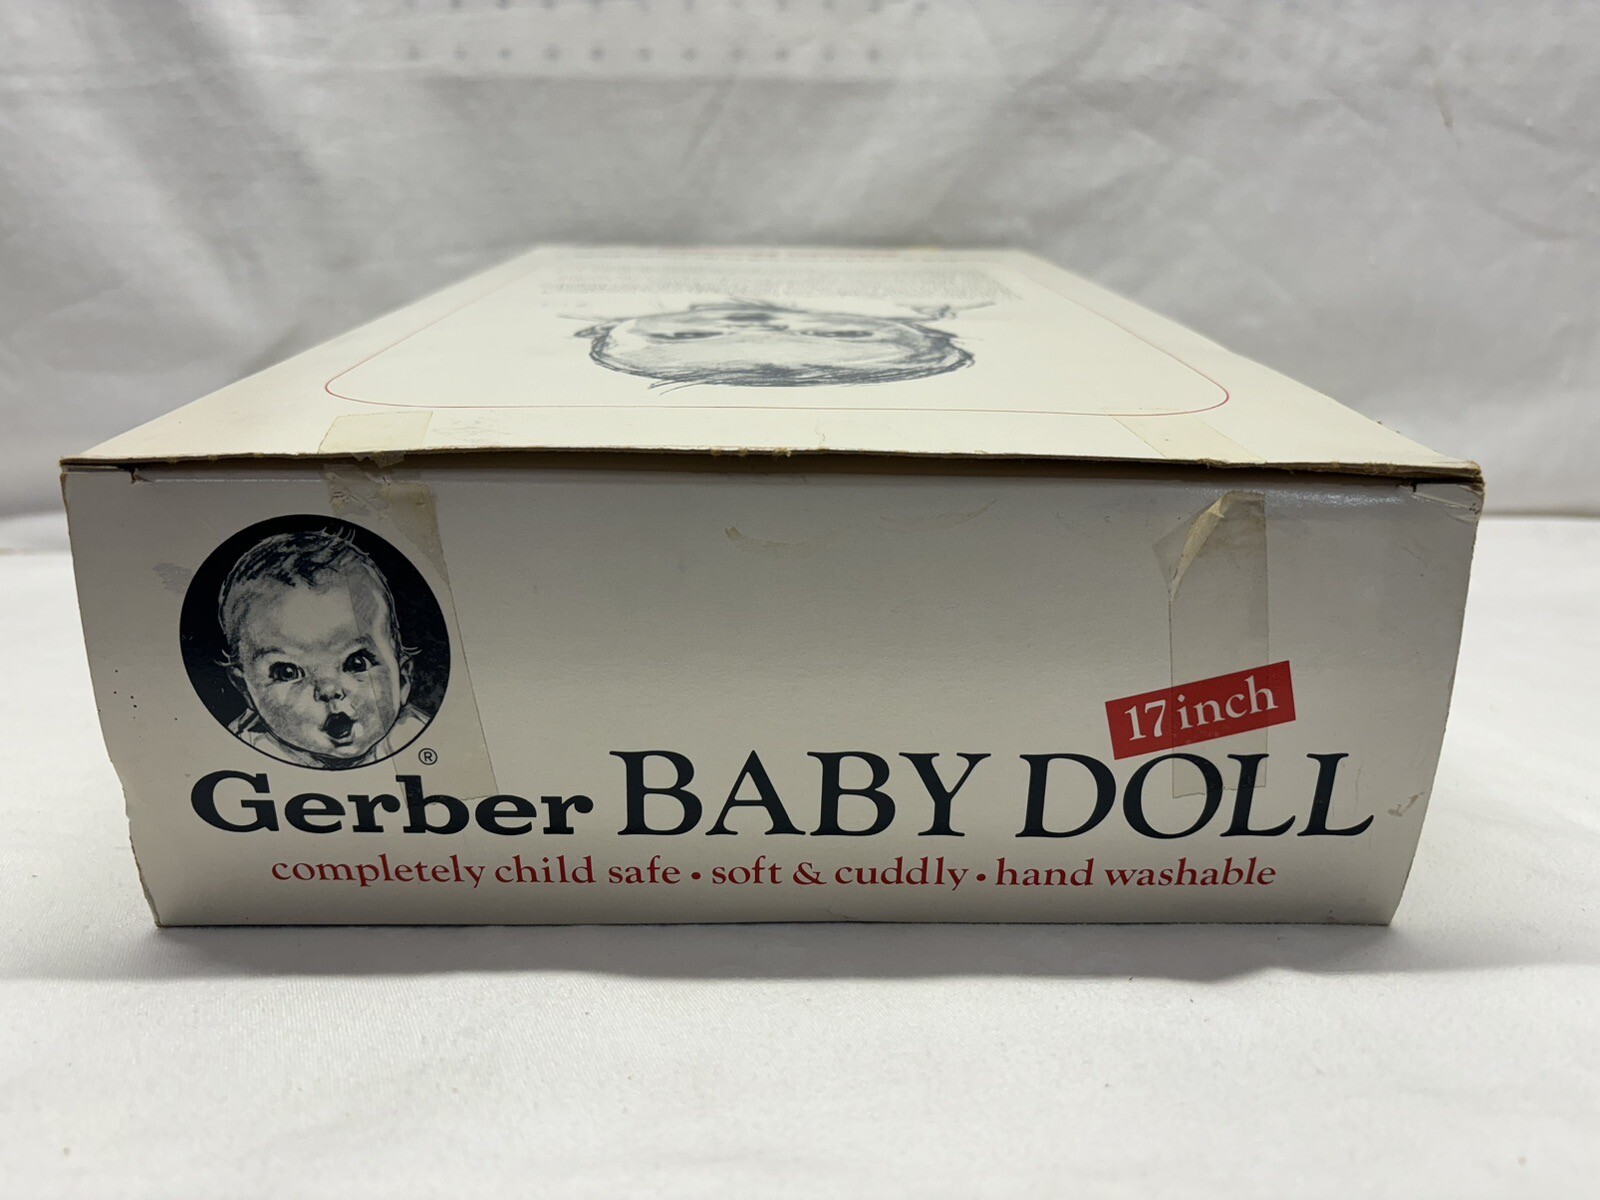 17 inch
®
Gerber BABY DOLL
completely child safe • soft & cuddly • hand washable